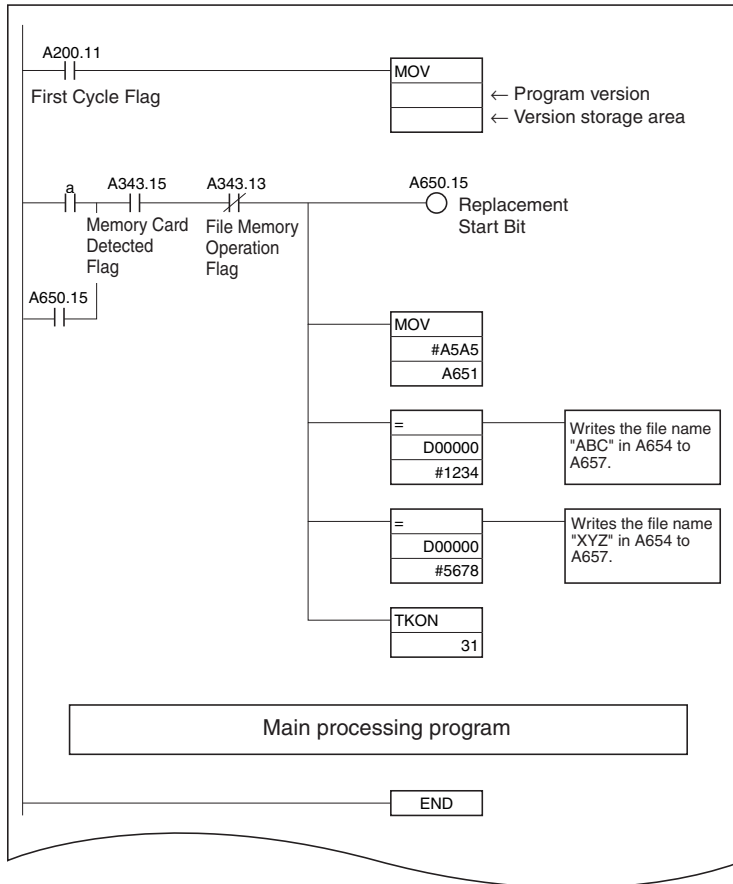 A200.11
First Cycle Flag
MOV
← Program version
← Version storage area
a
A343.15
A343.13
A650.15
Memory Card
Detected
Flag
File Memory
Operation
Flag
Replacement
Start Bit
A650.15
MOV
#A5A5
A651
=
D00000
#1234
Writes the file name
"ABC" in A654 to
A657.
=
D00000
#5678
Writes the file name
"XYZ" in A654 to
A657.
TKON
31
Main processing program
END